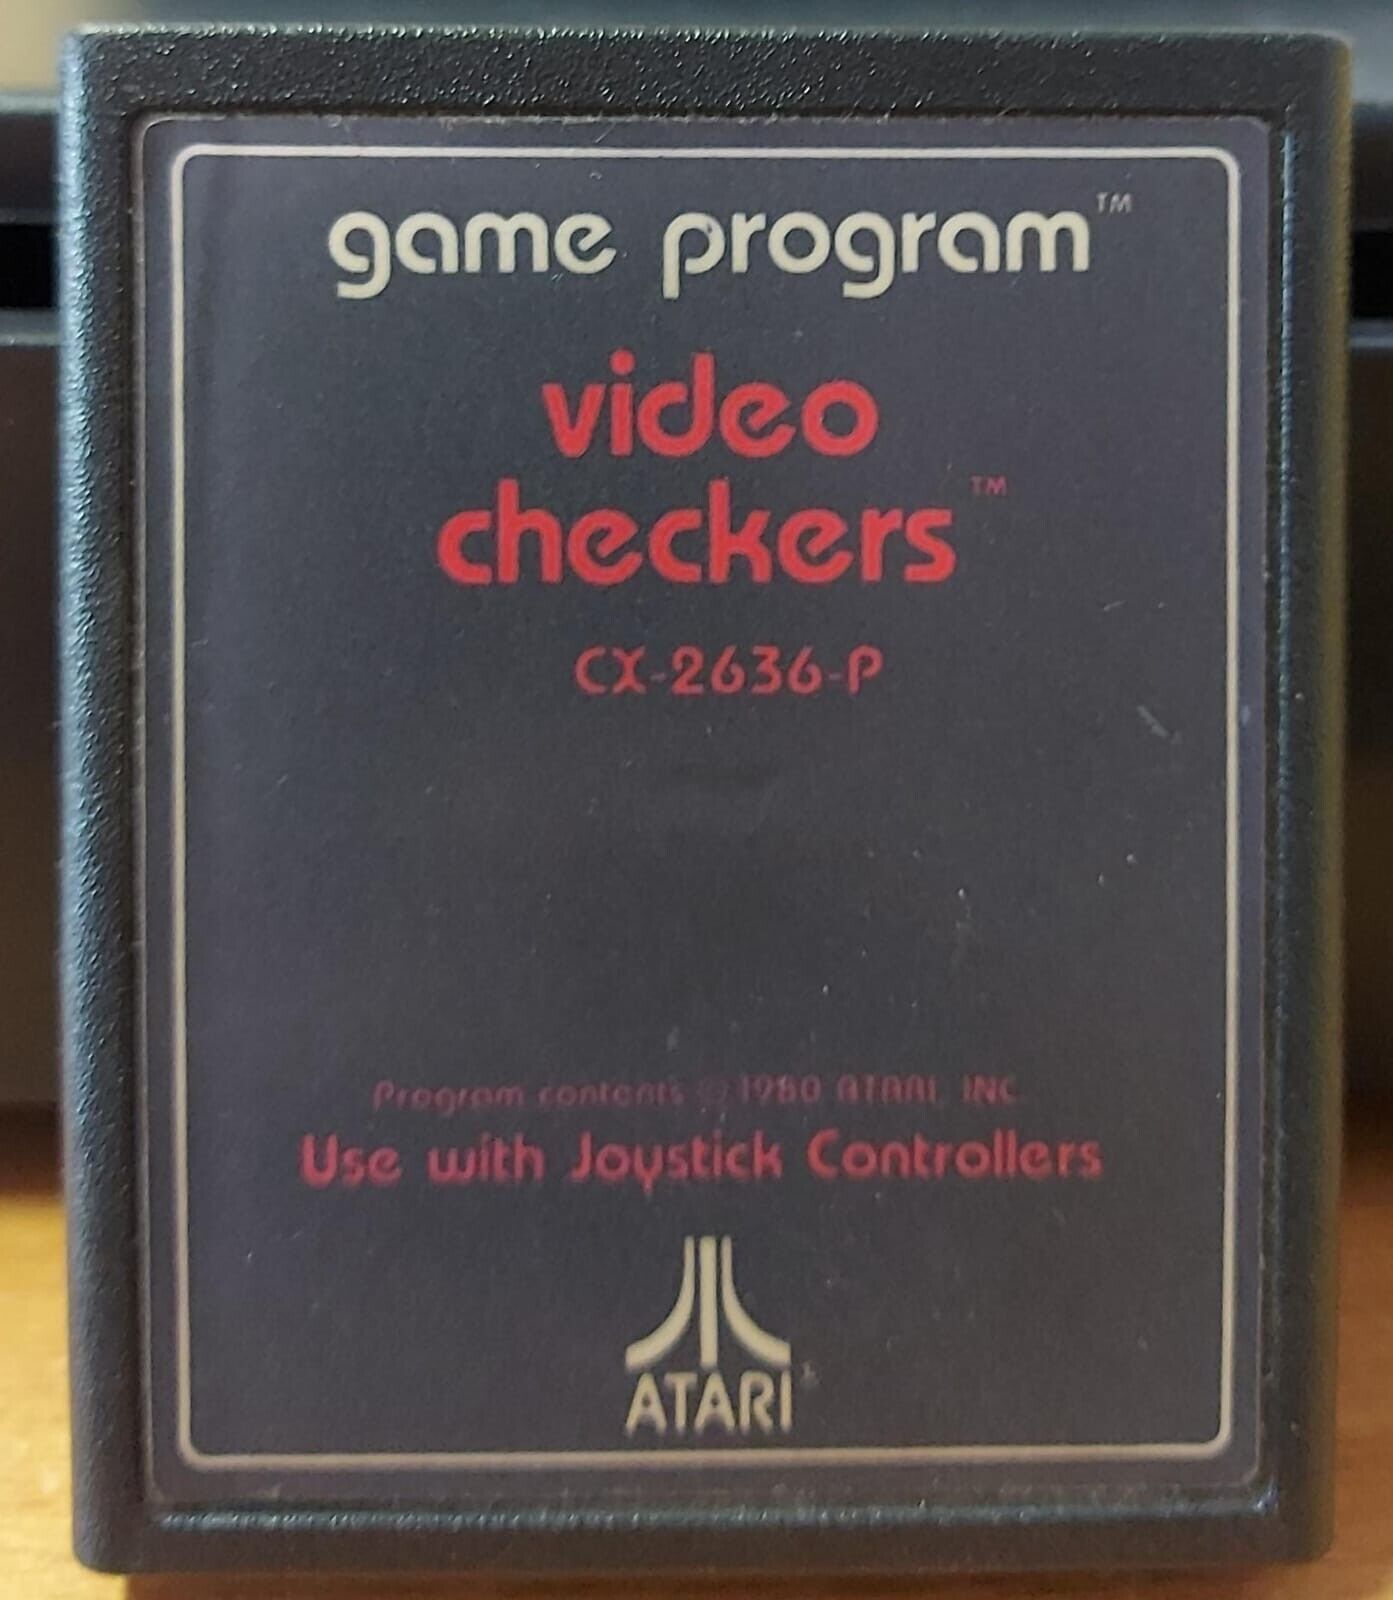 game program™
video
checkers™
CX-2636-P
Program contents © 1980 ATARI, INC.
Use with Joystick Controllers
ATARI